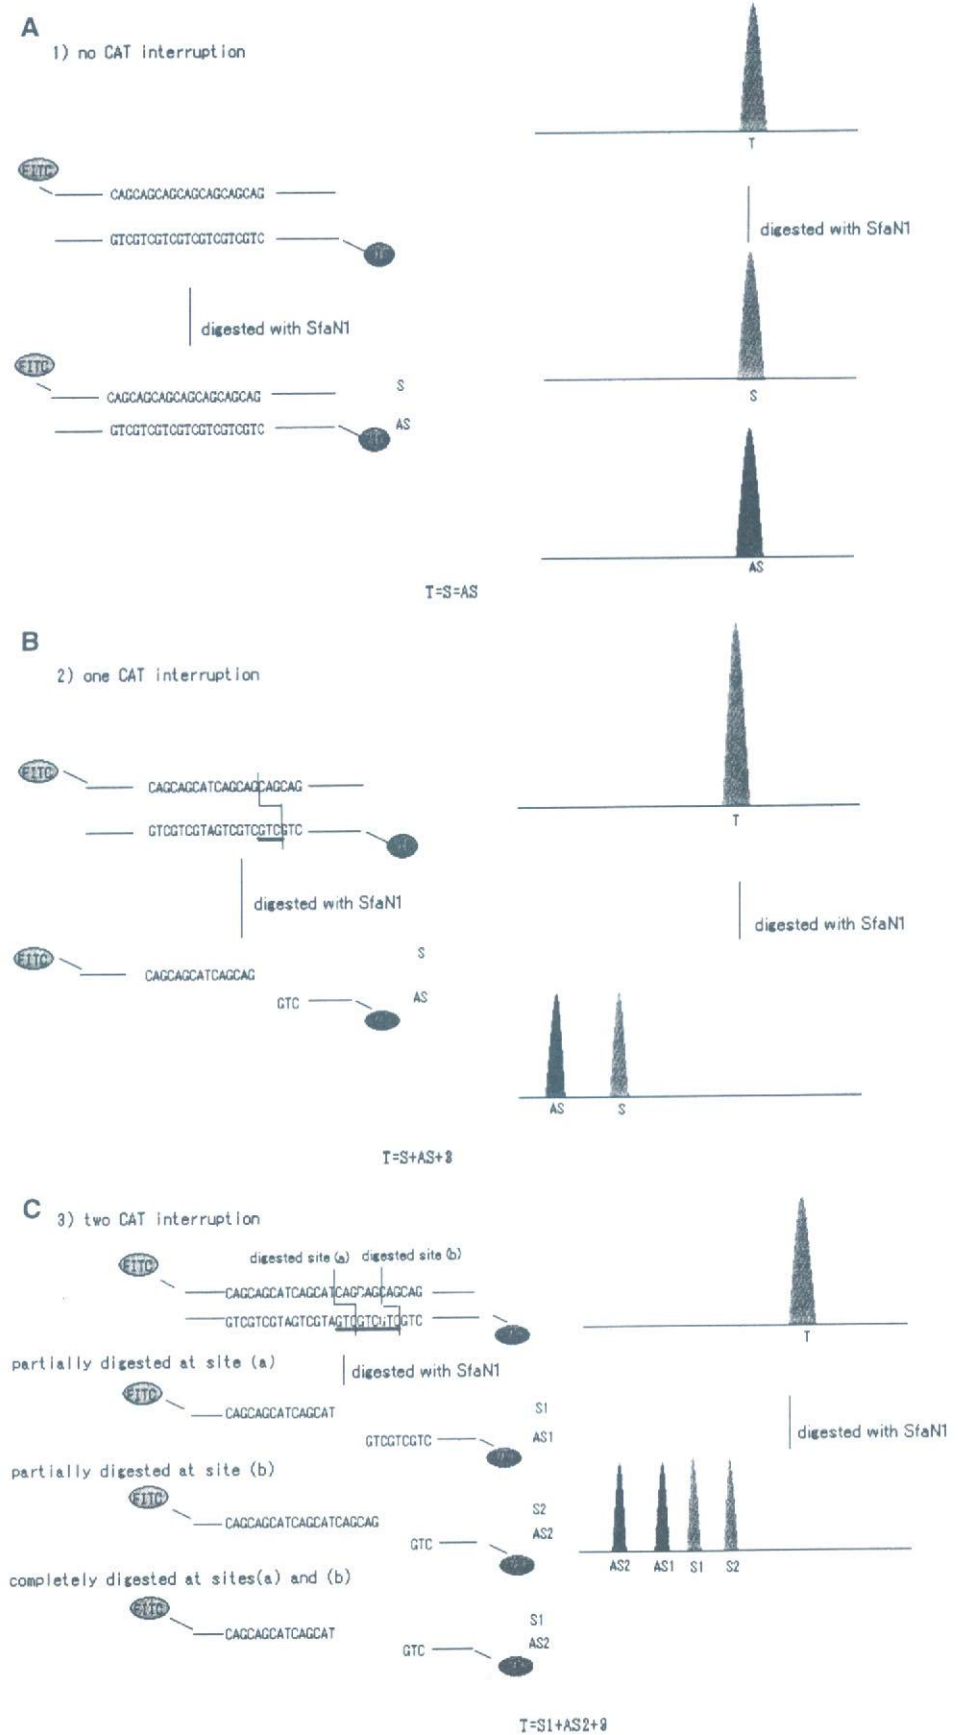 A
1) no CAT interruption
T
FITC
CAGCAGCAGCAGCAGCAGCAG
GTCGTCGTCGTCGTCGTCGTC
digested with SfaN1
digested with SfaN1
FITC
CAGCAGCAGCAGCAGCAGCAG
S
GTCGTCGTCGTCGTCGTCGTC
AS
S
AS
T=S=AS
B
2) one CAT interruption
FITC
CAGCAGCATCAGCAGCAGCAG
GTCGTCGTAGTCGTCGTCGTC
T
digested with SfaN1
digested with SfaN1
FITC
S
CAGCAGCATCAGCAG
GTC
AS
AS S
T=S+AS+3
C
3) two CAT interruption
digested site (a) digested site (b)
FITC
CAGCAGCATCAGCATCAGCAGCAGCAG
GTCGTCGTAGTCGTAGTCGTCGTCGTC
T
partially digested at site (a)
digested with SfaN1
FITC
CAGCAGCATCAGCAT
S1
GTCGTCGTC
AS1
digested with SfaN1
partially digested at site (b)
FITC
CAGCAGCATCAGCATCAGCAG
S2
GTC
AS2
AS2 AS1 S1 S2
completely digested at sites(a) and (b)
FITC
CAGCAGCATCAGCAT
S1
GTC
AS2
T=S1+AS2+9